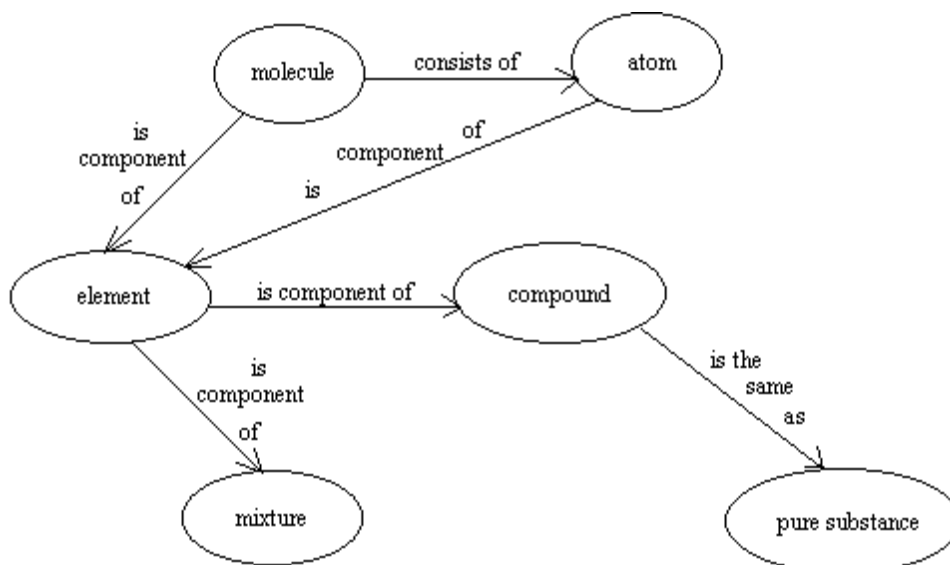 molecule
consists of
atom
is
component
of
of
component
is
element
is component of
compound
is
component
of
is the
same
as
mixture
pure substance